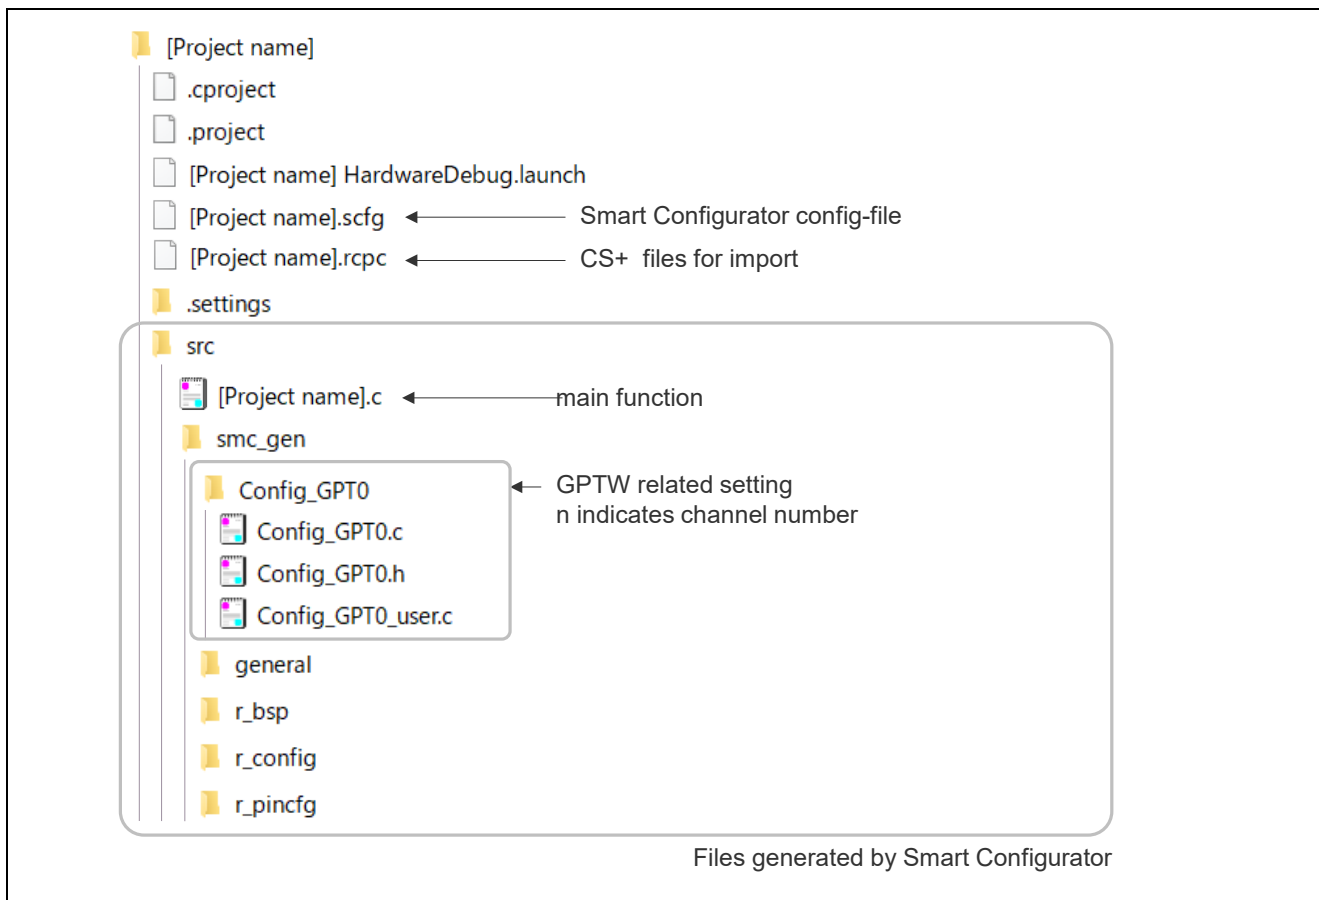 [Project name]
.cproject
.project
[Project name] HardwareDebug.launch
[Project name].scfg
Smart Configurator config-file
[Project name].rcpc
CS+ files for import
.settings
src
[Project name].c
main function
smc_gen
Config_GPT0
GPTW related setting
n indicates channel number
Config_GPT0.c
Config_GPT0.h
Config_GPT0_user.c
general
r_bsp
r_config
r_pincfg
Files generated by Smart Configurator